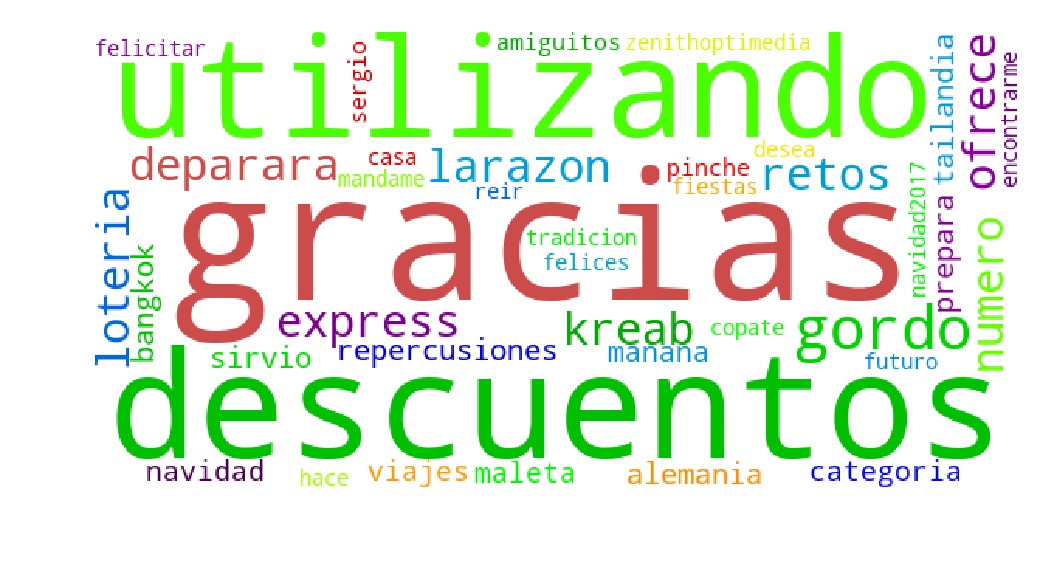 felicitar
utilizando
sergio
amiguitos
zenithoptimedia
tailandia
ofrece
encontrarme
deparara
casa
mandame
larazon
reir
pinche
fiestas
desea
retos
navidad2017
prepara
loteria
bangkok
gracias
tradicion
felices
numero
express
kreab
copate
gordo
sirvio
repercusiones
manana
futuro
descuentos
navidad
hace
viajes
maleta
alemania
categoria